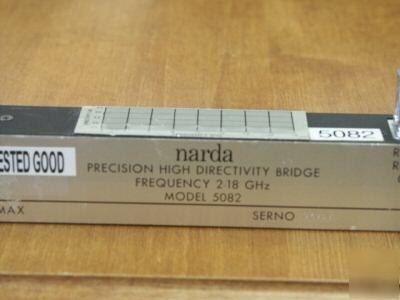 5082
ESTED GOOD
narda
PRECISION HIGH DIRECTIVITY BRIDGE
FREQUENCY 2-18 GHz
MODEL 5082
MAX
SERNO
R
R